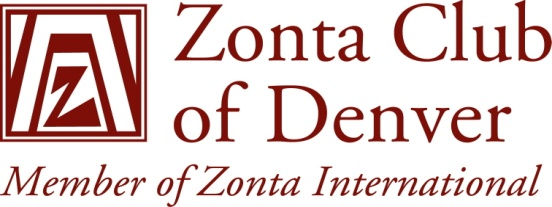 Z
Zonta Club
of Denver
Member of Zonta International